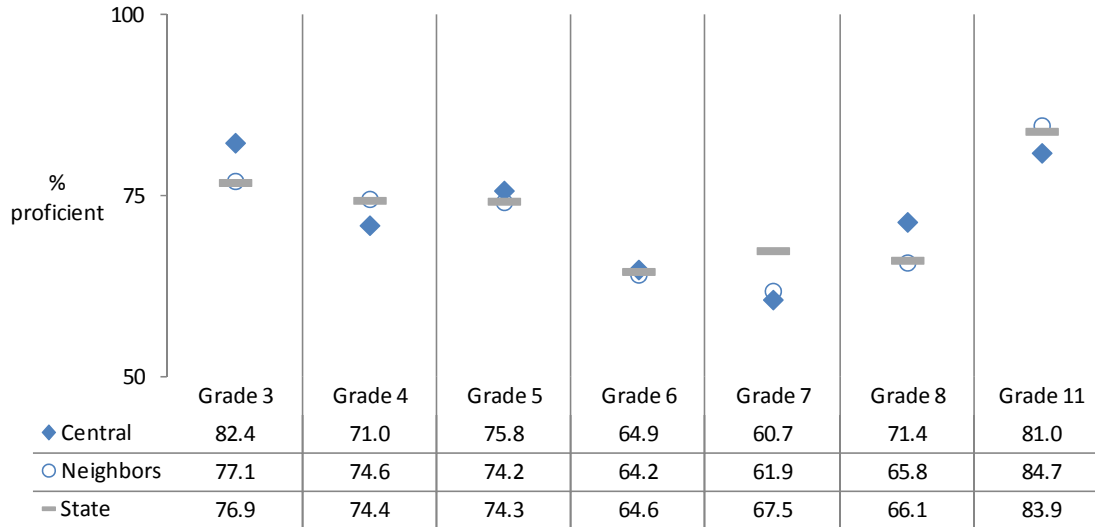 100
75
%
proficient
50
Grade 3 Grade 4 Grade 5 Grade 6 Grade 7 Grade 8 Grade 11
Central 82.4 71.0 75.8 64.9 60.7 71.4 81.0
Neighbors 77.1 74.6 74.2 64.2 61.9 65.8 84.7
State 76.9 74.4 74.3 64.6 67.5 66.1 83.9